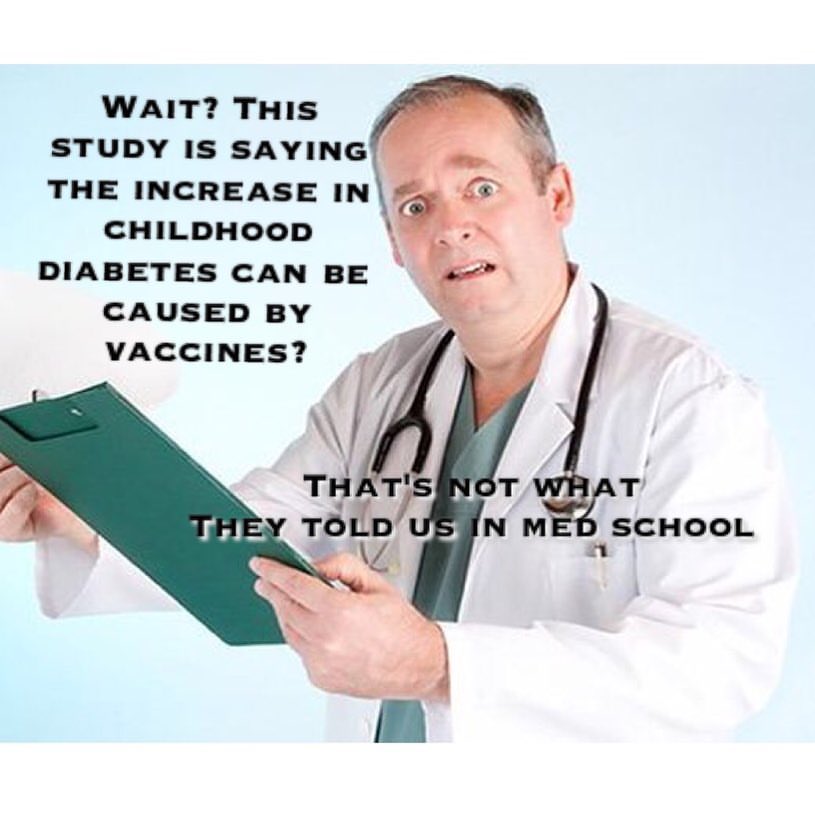 Wait? This
study is saying
the increase in
childhood
diabetes can be
caused by
vaccines?
That's not what
They told us in med school